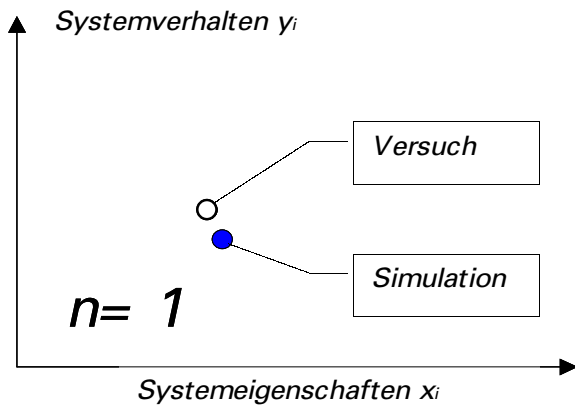 Systemverhalten yi
Versuch
Simulation
n= 1
Systemeigenschaften xi